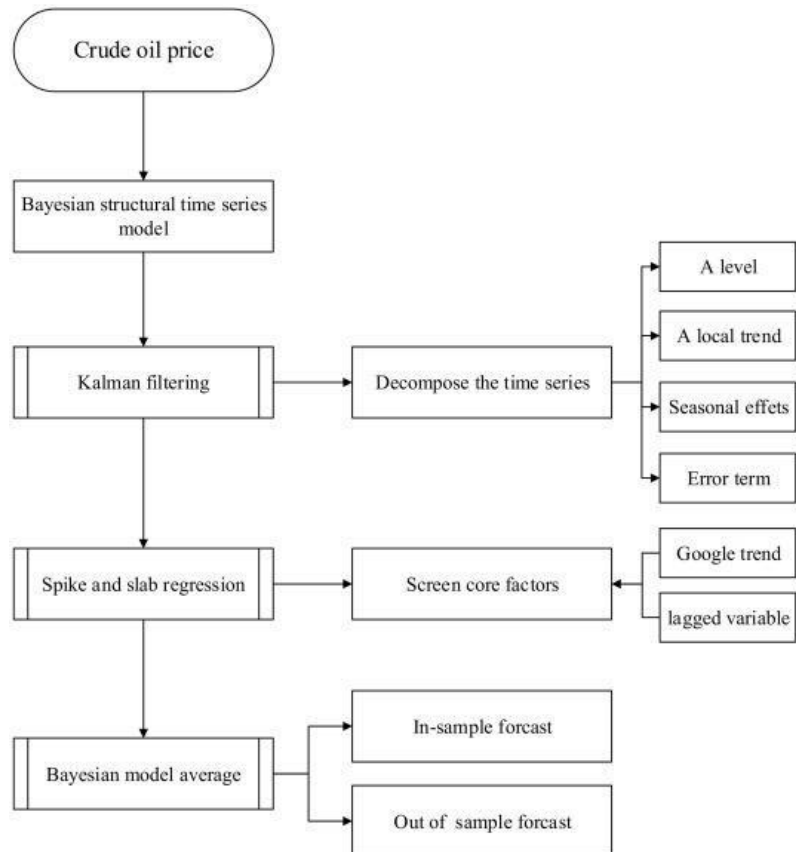 Crude oil price
Bayesian structural time series
model
A level
A local trend
Kalman filtering
Decompose the time series
Seasonal effets
Error term
Google trend
Spike and slab regression
Screen core factors
lagged variable
In-sample forcast
Bayesian model average
Out of sample forcast